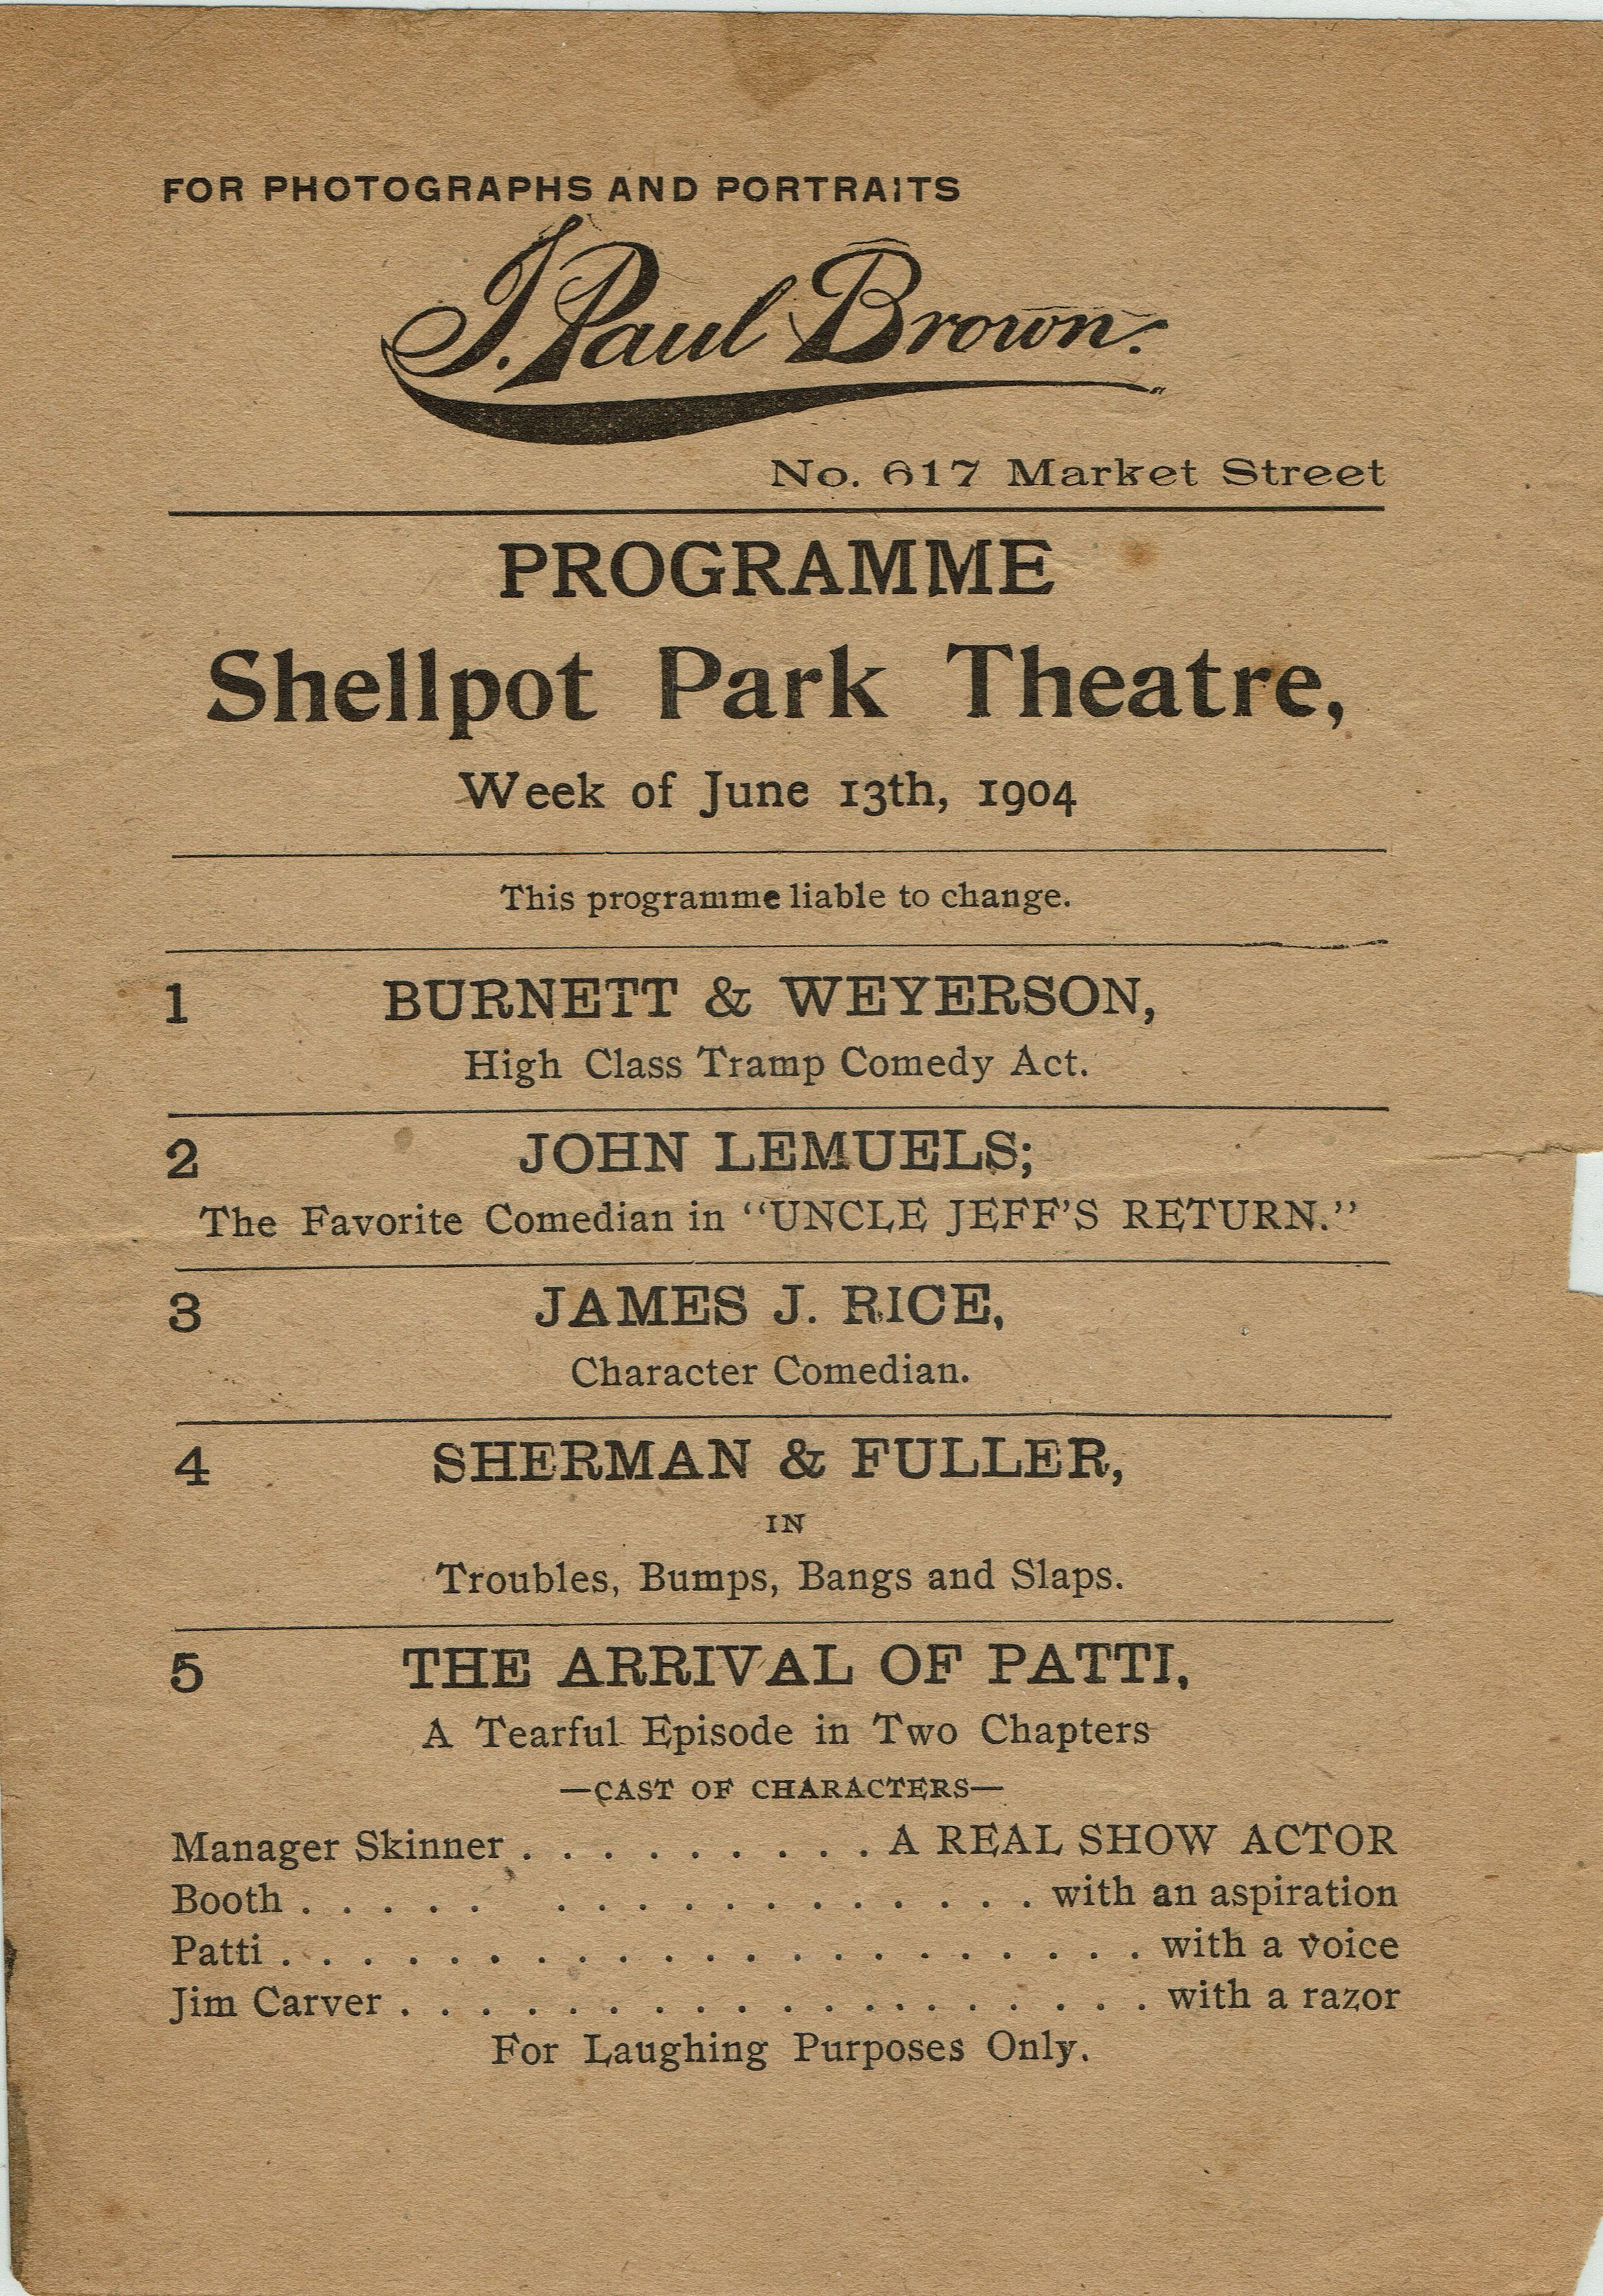 FOR PHOTOGRAPHS AND PORTRAITS
J. Paul Brown.
No. 617 Market Street
PROGRAMME
Shellpot Park Theatre,
Week of June 13th, 1904
This programme liable to change.
1 BURNETT & WEYERSON,
High Class Tramp Comedy Act.
2 JOHN LEMUELS;
The Favorite Comedian in "UNCLE JEFF'S RETURN."
3 JAMES J. RICE,
Character Comedian.
4 SHERMAN & FULLER,
IN
Troubles, Bumps, Bangs and Slaps.
5 THE ARRIVAL OF PATTI,
A Tearful Episode in Two Chapters
—CAST OF CHARACTERS—
Manager Skinner . . . . . . . . . A REAL SHOW ACTOR
Booth . . . . . . . . . . . . . . . . . with an aspiration
Patti . . . . . . . . . . . . . . . . . . . . . with a voice
Jim Carver . . . . . . . . . . . . . . . . . . with a razor
For Laughing Purposes Only.